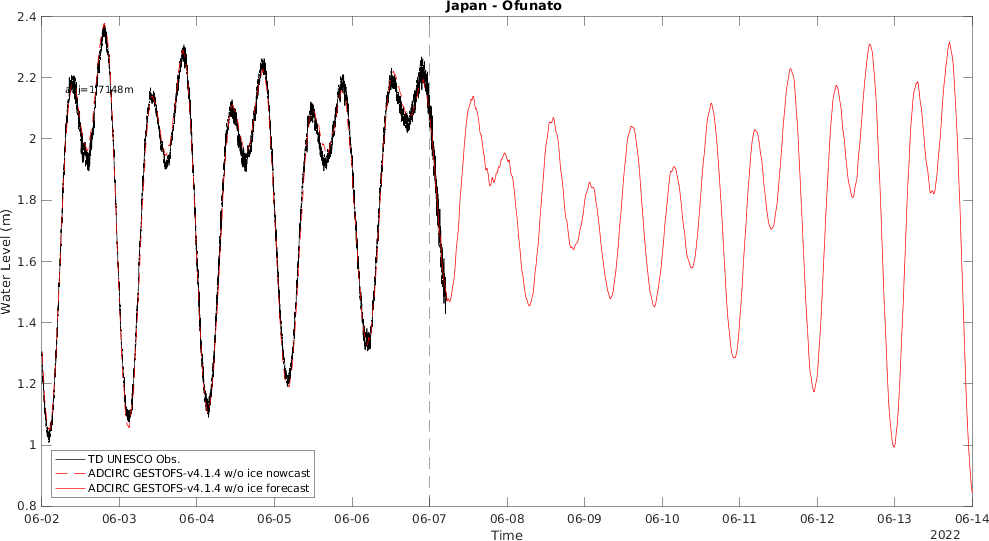 Japan - Ofunato
2.4
2.2
2
1.8
1.6
1.4
1.2
1
0.8
Water Level (m)
TD UNESCO Obs.
ADCIRC GESTOFS-v4.1.4 w/o ice nowcast
ADCIRC GESTOFS-v4.1.4 w/o ice forecast
06-02 06-03 06-04 06-05 06-06 06-07 06-08 06-09 06-10 06-11 06-12 06-13 06-14
Time
2022